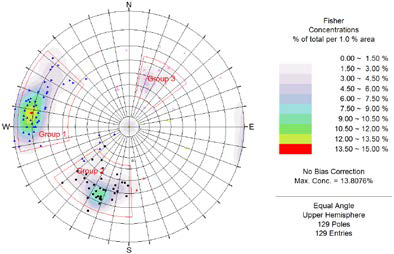 N
W
E
S
Group 1
Group 2
Group 3
Fisher
Concentrations
% of total per 1.0 % area
0.00 ~ 1.50 %
1.50 ~ 3.00 %
3.00 ~ 4.50 %
4.50 ~ 6.00 %
6.00 ~ 7.50 %
7.50 ~ 9.00 %
9.00 ~ 10.50 %
10.50 ~ 12.00 %
12.00 ~ 13.50 %
13.50 ~ 15.00 %
No Bias Correction
Max. Conc. = 13.8076%
Equal Angle
Upper Hemisphere
129 Poles
129 Entries